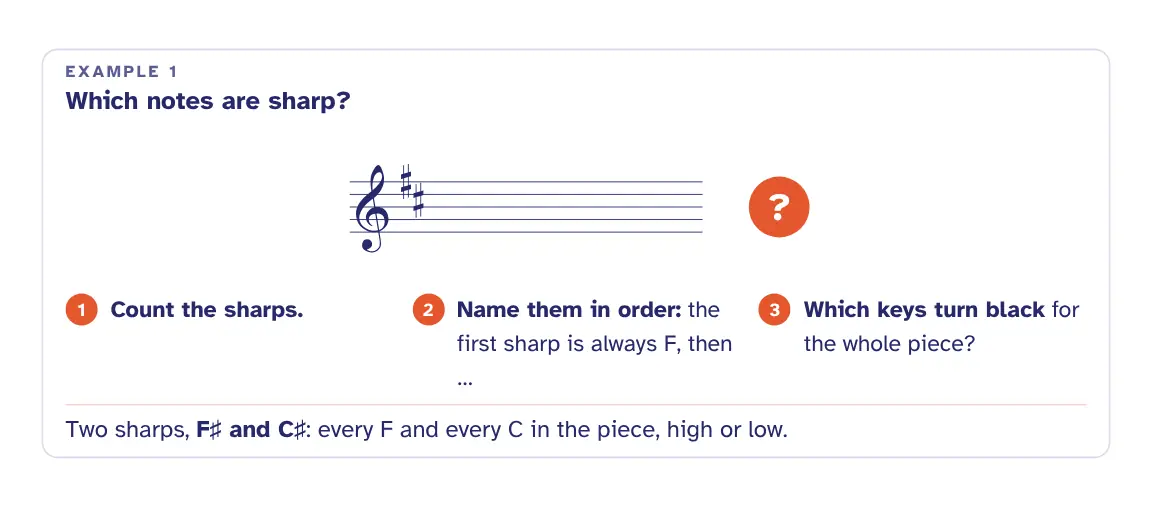 EXAMPLE 1
Which notes are sharp?
?
1 Count the sharps.
2 Name them in order: the
first sharp is always F, then
...
3 Which keys turn black for
the whole piece?
Two sharps, F♯ and C♯: every F and every C in the piece, high or low.